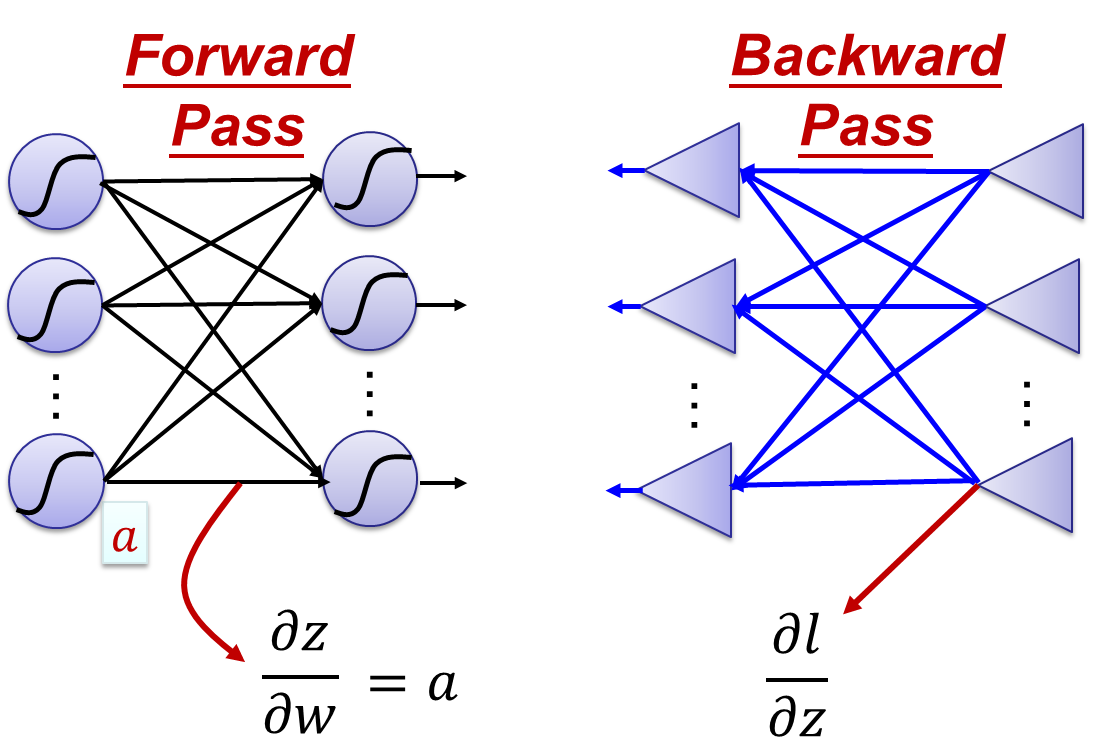 Forward
Pass
Backward
Pass
⋮ ⋮ ⋮ ⋮
a
∂z/∂w = a
∂l/∂z